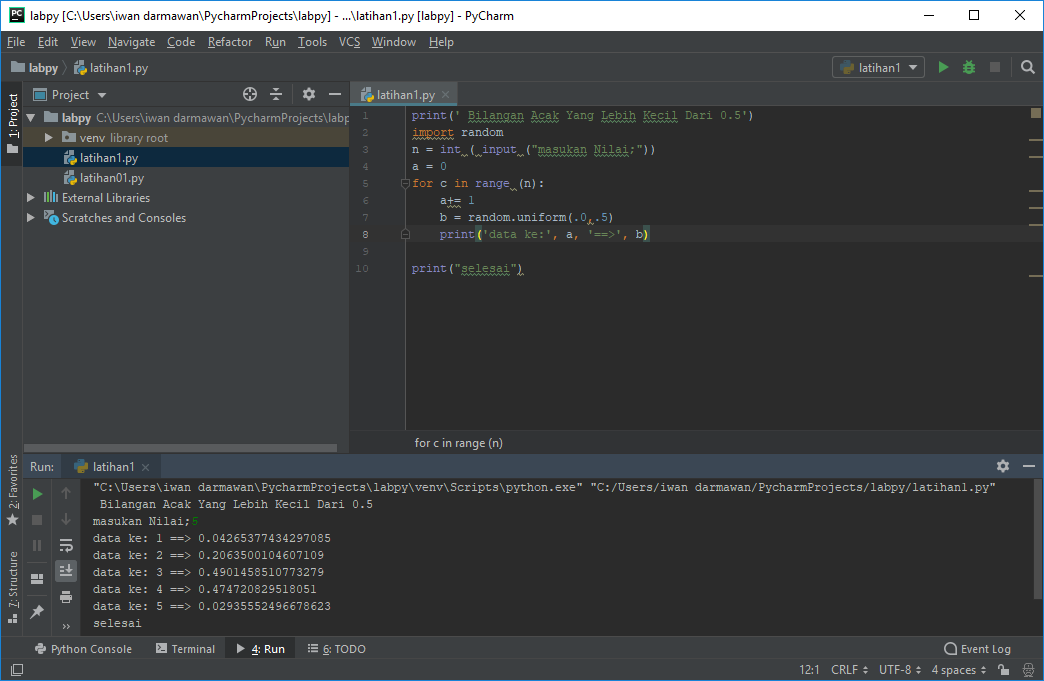 labpy [C:\Users\iwan darmawan\PycharmProjects\labpy] - ...\latihan1.py [labpy] - PyCharm
File Edit View Navigate Code Refactor Run Tools VCS Window Help
labpy latihan1.py
latihan1
1: Project
Project
labpy C:\Users\iwan darmawan\PycharmProjects\labp
venv library root
latihan1.py
latihan01.py
External Libraries
Scratches and Consoles
latihan1.py
1 print(' Bilangan Acak Yang Lebih Kecil Dari 0.5')
2 import random
3 n = int ( input ("masukan Nilai;"))
4 a = 0
5 for c in range (n):
6 a+= 1
7 b = random.uniform(.0,.5)
8 print('data ke:', a, '==>', b)
9
10 print("selesai")
for c in range (n)
2: Favorites
7: Structure
Run: latihan1
"C:\Users\iwan darmawan\PycharmProjects\labpy\venv\Scripts\python.exe" "C:/Users/iwan darmawan/PycharmProjects/labpy/latihan1.py"
Bilangan Acak Yang Lebih Kecil Dari 0.5
masukan Nilai;5
data ke: 1 ==> 0.04265377434297085
data ke: 2 ==> 0.2063500104607109
data ke: 3 ==> 0.4901458510773279
data ke: 4 ==> 0.474720829518051
data ke: 5 ==> 0.02935552496678623
selesai
Python Console Terminal 4: Run 6: TODO Event Log
12:1 CRLF UTF-8 4 spaces